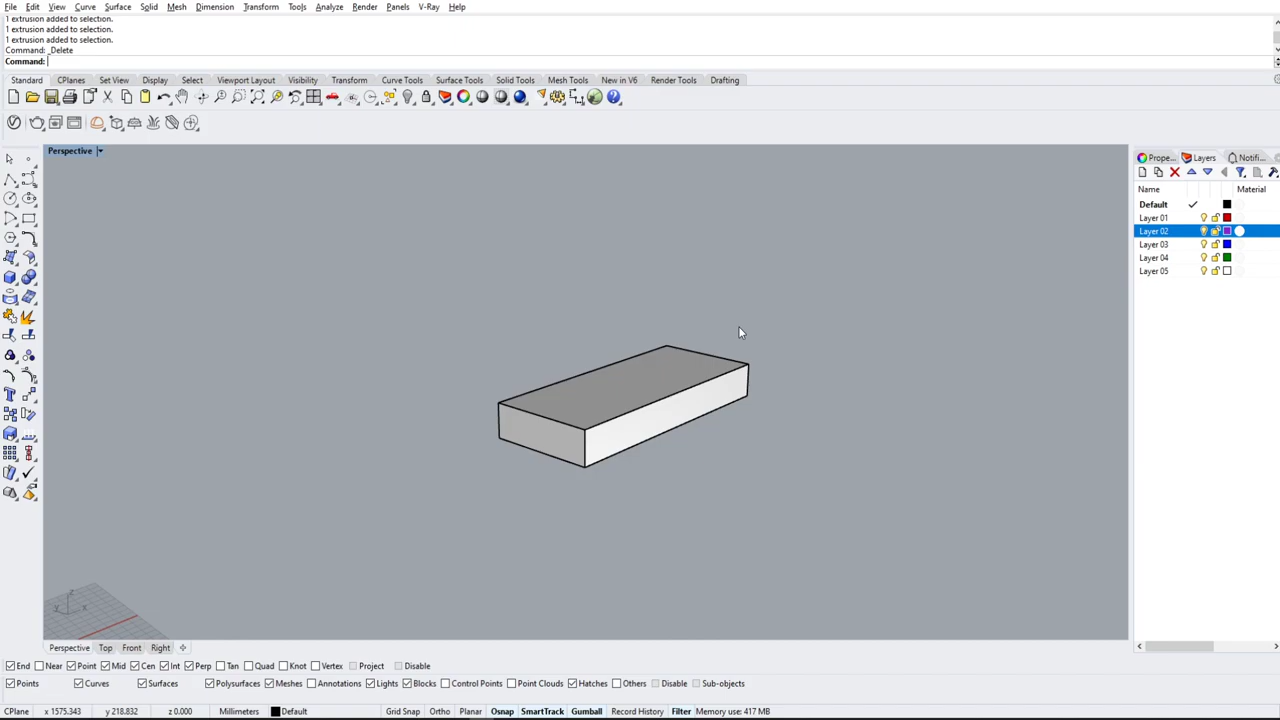 File Edit View Curve Surface Solid Mesh Dimension Transform Tools Analyze Render Panels V-Ray Help
1 extrusion added to selection.
1 extrusion added to selection.
1 extrusion added to selection.
Command: _Delete
Command:
Standard CPlanes Set View Display Select Viewport Layout Visibility Transform Curve Tools Surface Tools Solid Tools Mesh Tools New in V6 Render Tools Drafting
Perspective
Prope... Layers Notifi...
Name Material
Default
Layer 01
Layer 02
Layer 03
Layer 04
Layer 05
z
y x
Perspective Top Front Right
End Near Point Mid Cen Int Perp Tan Quad Knot Vertex Project Disable
Points Curves Surfaces Polysurfaces Meshes Annotations Lights Blocks Control Points Point Clouds Hatches Others Disable Sub-objects
CPlane x 1575.343 y 218.832 z 0.000 Millimeters Default Grid Snap Ortho Planar Osnap SmartTrack Gumball Record History Filter Memory use: 417 MB